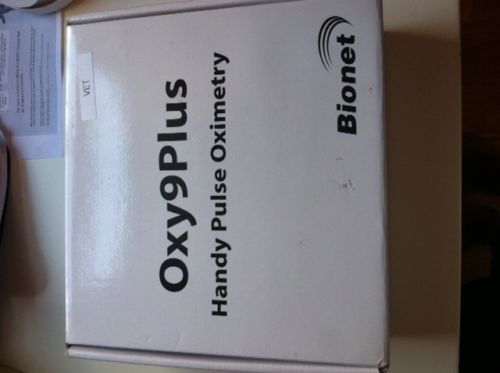 VET
Oxy9Plus
Handy Pulse Oximetry
Bionet